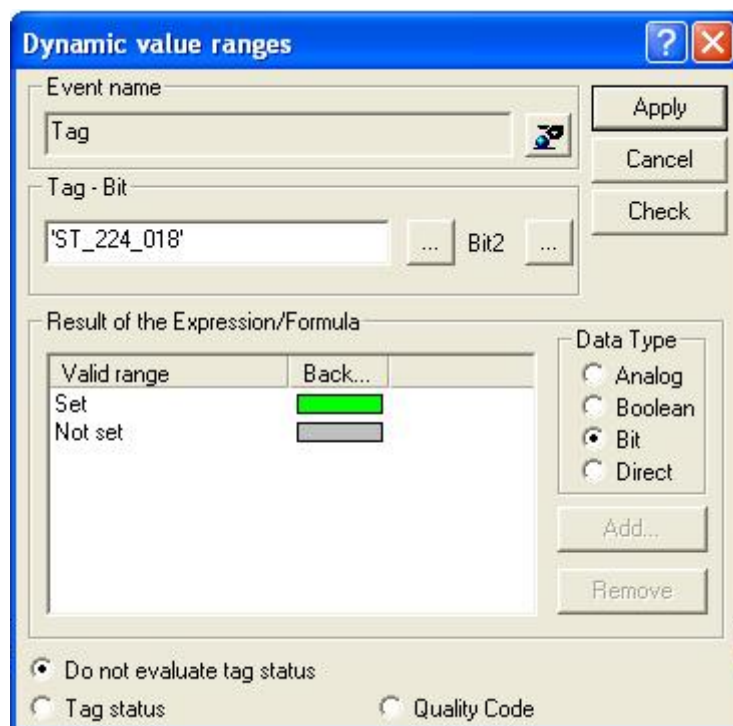 Dynamic value ranges
Event name
Tag
Apply
Cancel
Check
Tag - Bit
'ST_224_018'
...
Bit2
...
Result of the Expression/Formula
Valid range Back...
Set
Not set
Data Type
Analog
Boolean
Bit
Direct
Add...
Remove
Do not evaluate tag status
Tag status Quality Code